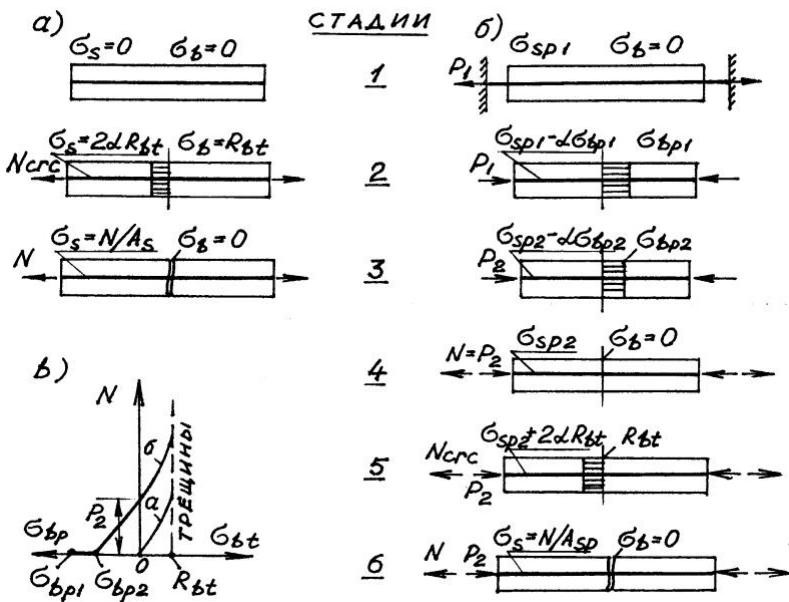 СТАДИИ
а)
σs=0 σb=0
Ncrc σs=2αRbt σb=Rbt
N σs=N/As σb=0
1
2
3
4
5
6
б)
P1 σsp1 σb=0
P1 σsp1-ασbp1 σbp1
P2 σsp2-ασbp2 σbp2
N=P2 σsp2 σb=0
Ncrc P2 σsp2+2αRbt Rbt
N P2 σs=N/Asp σb=0
в)
N
б
а
P2
ТРЕЩИНЫ
σbp σbt
σbp1 σbp2 0 Rbt